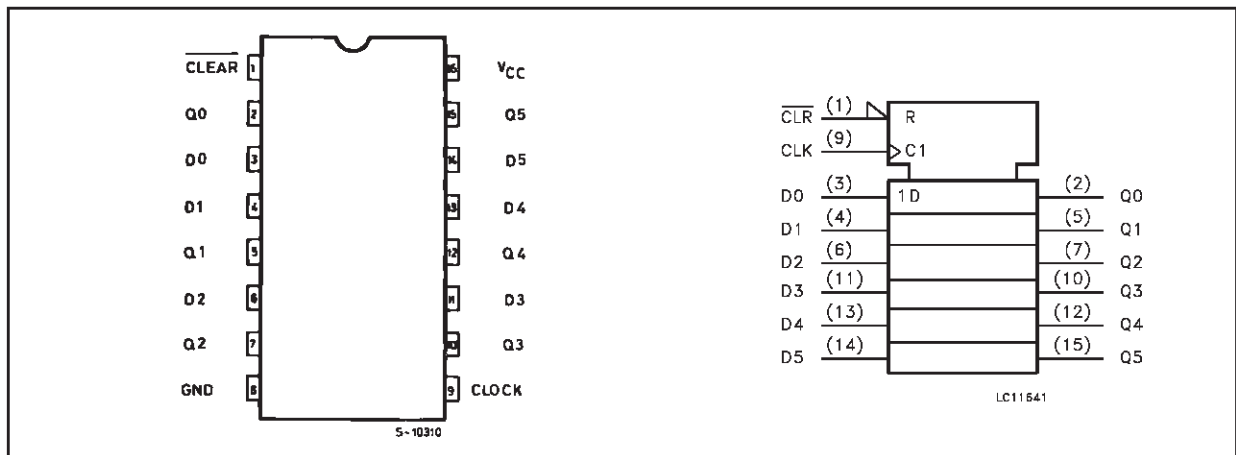 CLEAR 1 16 VCC
Q0 2 15 Q5
D0 3 14 D5
D1 4 13 D4
Q1 5 12 Q4
D2 6 11 D3
Q2 7 10 Q3
GND 8 9 CLOCK
S-10310
CLR (1) R
CLK (9) C1
D0 (3) 1D (2) Q0
D1 (4) (5) Q1
D2 (6) (7) Q2
D3 (11) (10) Q3
D4 (13) (12) Q4
D5 (14) (15) Q5
LC11641